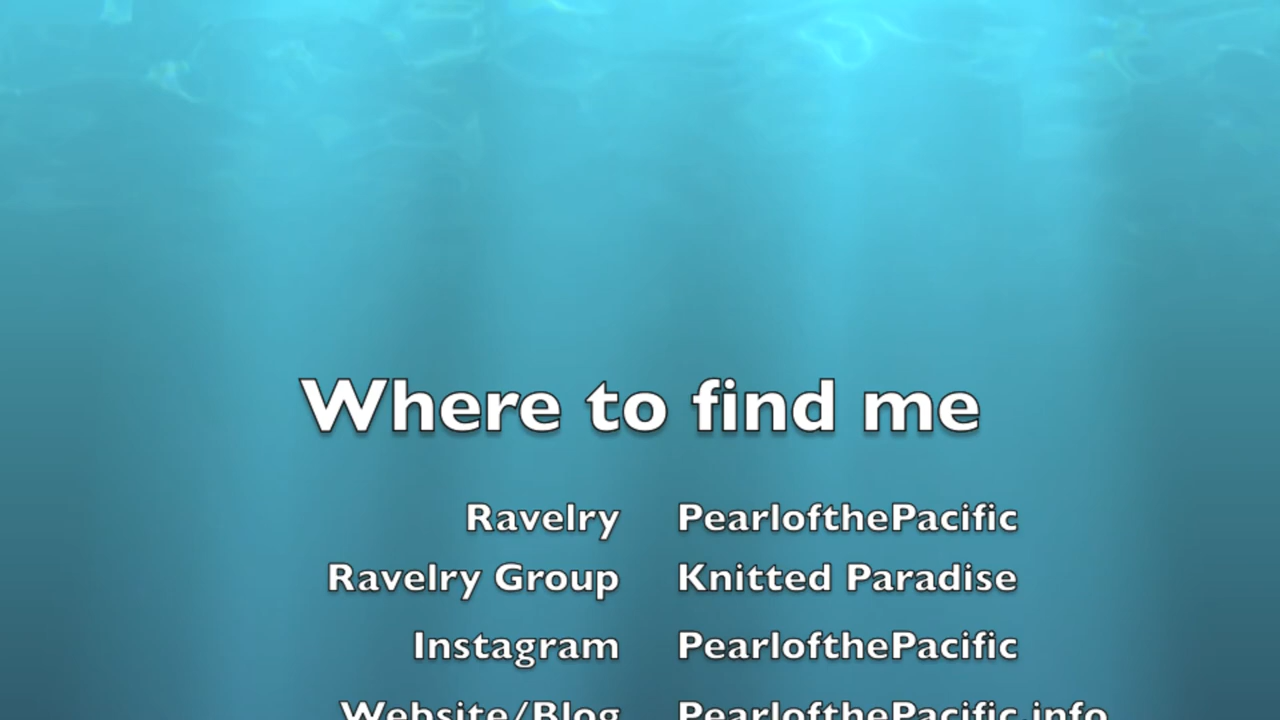 Where to find me
Ravelry PearlofthePacific
Ravelry Group Knitted Paradise
Instagram PearlofthePacific
Website/Blog PearlofthePacific.info